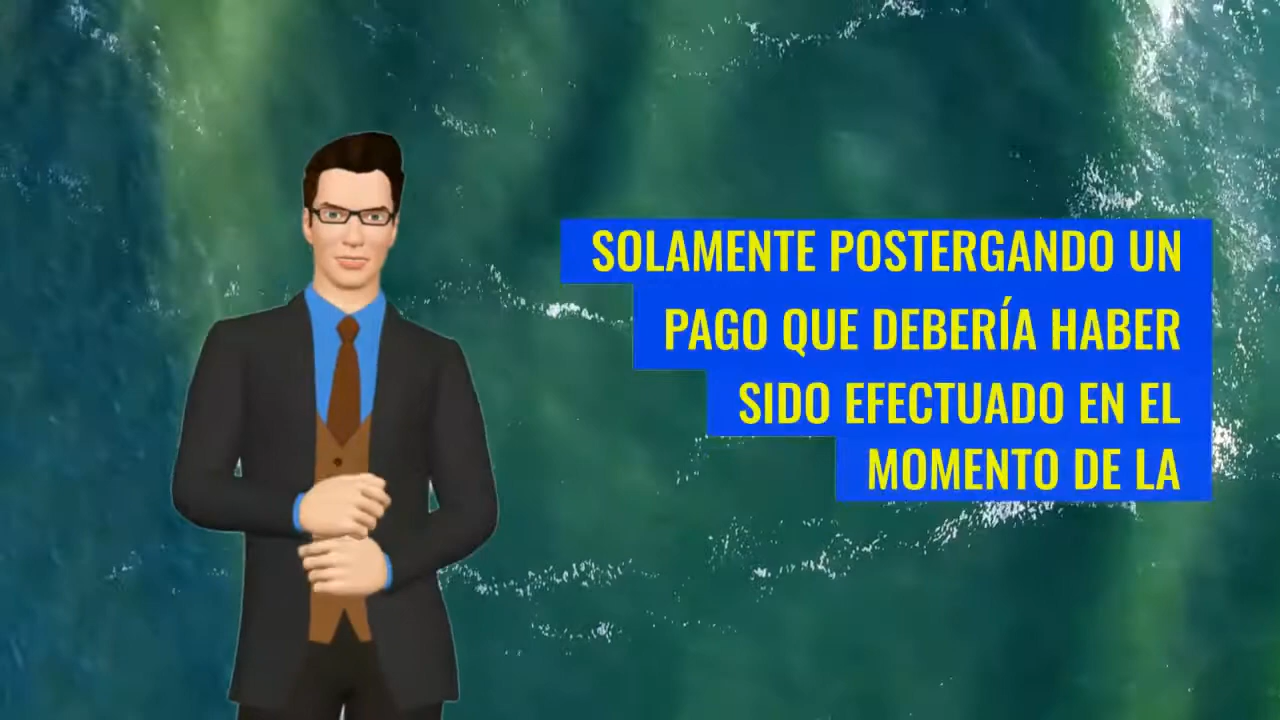 SOLAMENTE POSTERGANDO UN
PAGO QUE DEBERÍA HABER
SIDO EFECTUADO EN EL
MOMENTO DE LA